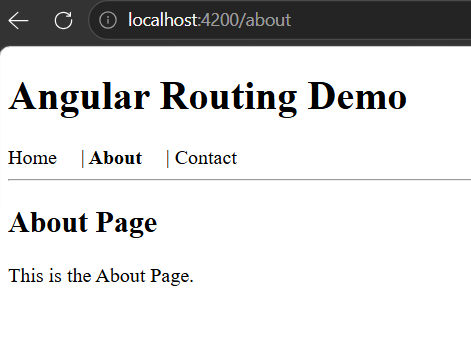 localhost:4200/about
Angular Routing Demo
Home | About | Contact
About Page
This is the About Page.